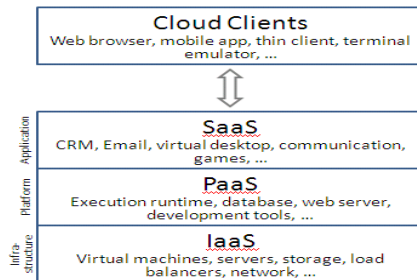 Cloud Clients
Web browser, mobile app, thin client, terminal
emulator, ...
Application
SaaS
CRM, Email, virtual desktop, communication,
games, ...
Platform
PaaS
Execution runtime, database, web server,
development tools, ...
Infra-
structure
IaaS
Virtual machines, servers, storage, load
balancers, network, ...